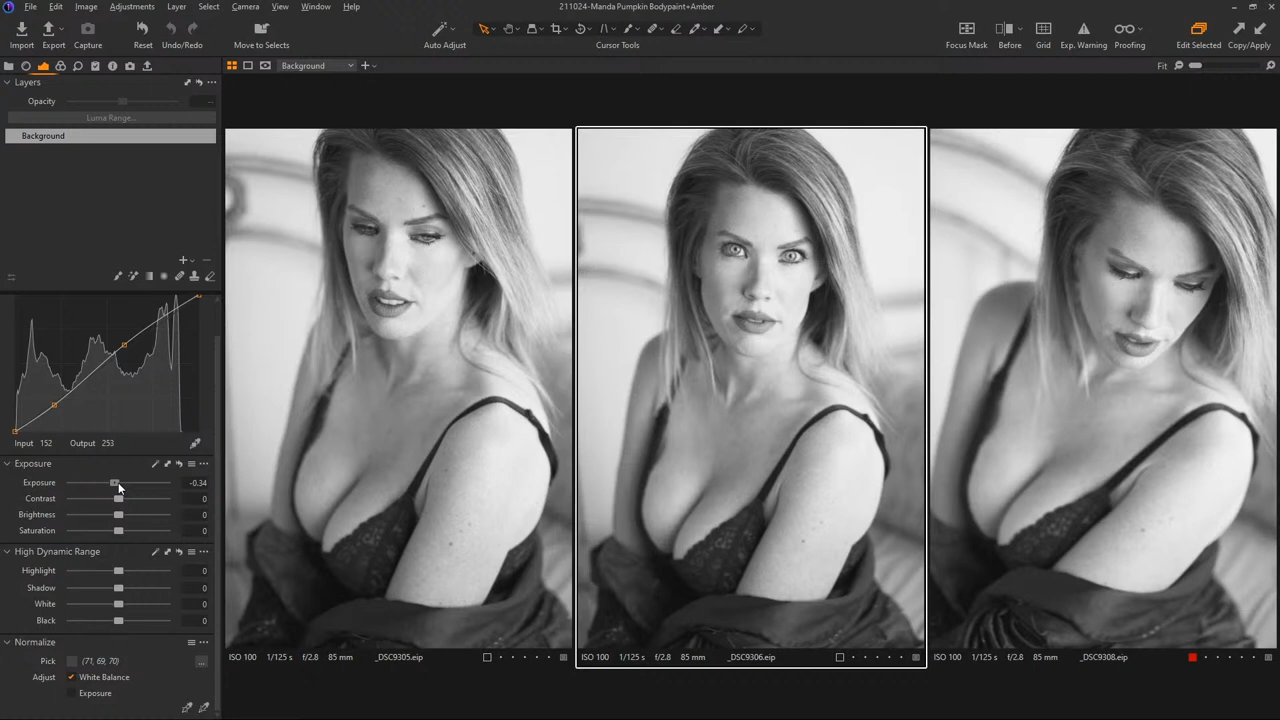 File Edit Image Adjustments Layer Select Camera View Window Help
211024-Manda Pumpkin Bodypaint+Amber
Import Export Capture Reset Undo/Redo Move to Selects Auto Adjust Cursor Tools Focus Mask Before Grid Exp. Warning Proofing Edit Selected Copy/Apply
Background
Fit
Layers
Opacity
Luma Range...
Background
Input 152 Output 253
Exposure
Exposure -0.34
Contrast 0
Brightness 0
Saturation 0
High Dynamic Range
Highlight 0
Shadow 0
White 0
Black 0
Normalize
Pick (71, 69, 70) ...
Adjust White Balance
Exposure
ISO 100 1/125 s f/2.8 85 mm _DSC9305.eip
ISO 100 1/125 s f/2.8 85 mm _DSC9306.eip
ISO 100 1/125 s f/2.8 85 mm _DSC9308.eip